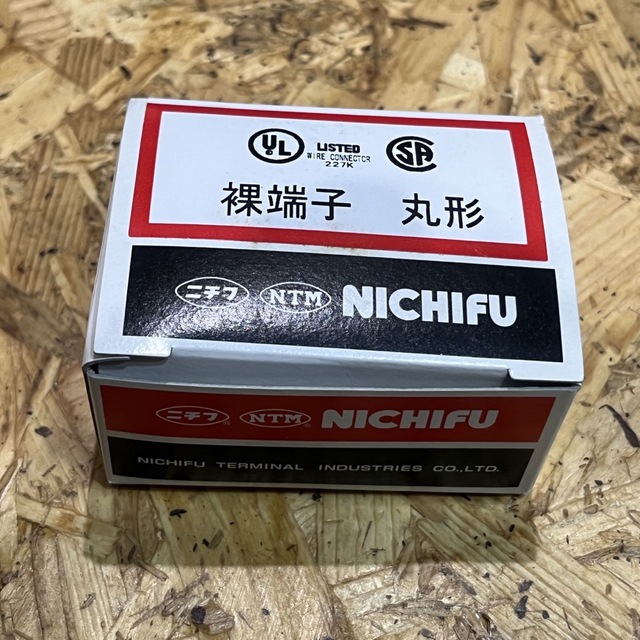 UL LISTED
WIRE CONNECTOR
227K
SA
裸端子 丸形
ニチフ NTM NICHIFU
ニチフ® NTM® NICHIFU
NICHIFU TERMINAL INDUSTRIES CO.,LTD.